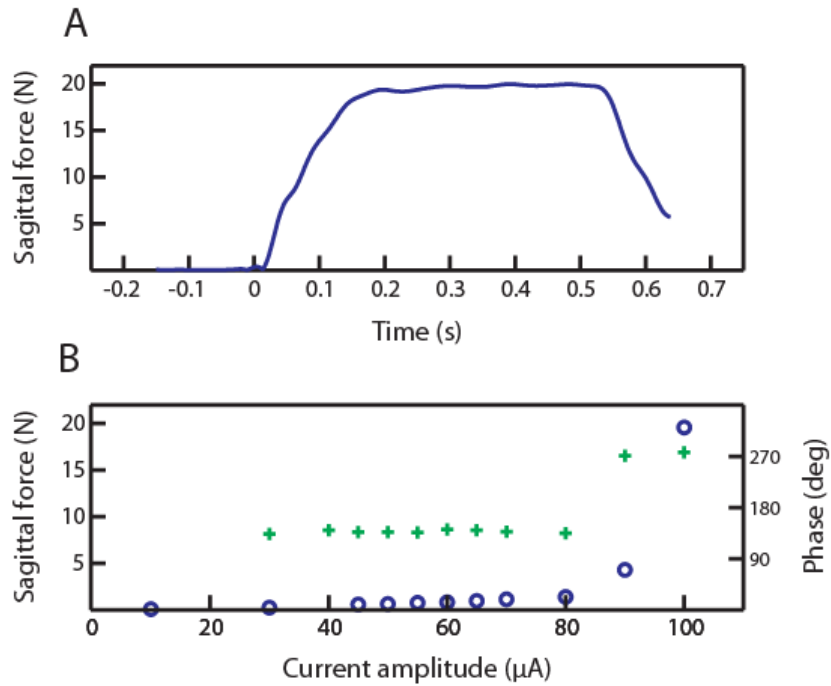 A
Sagittal force (N)
20
15
10
5
-0.2 -0.1 0 0.1 0.2 0.3 0.4 0.5 0.6 0.7
Time (s)
B
Sagittal force (N)
20
15
10
5
270
180
90
Phase (deg)
0 20 40 60 80 100
Current amplitude (μA)